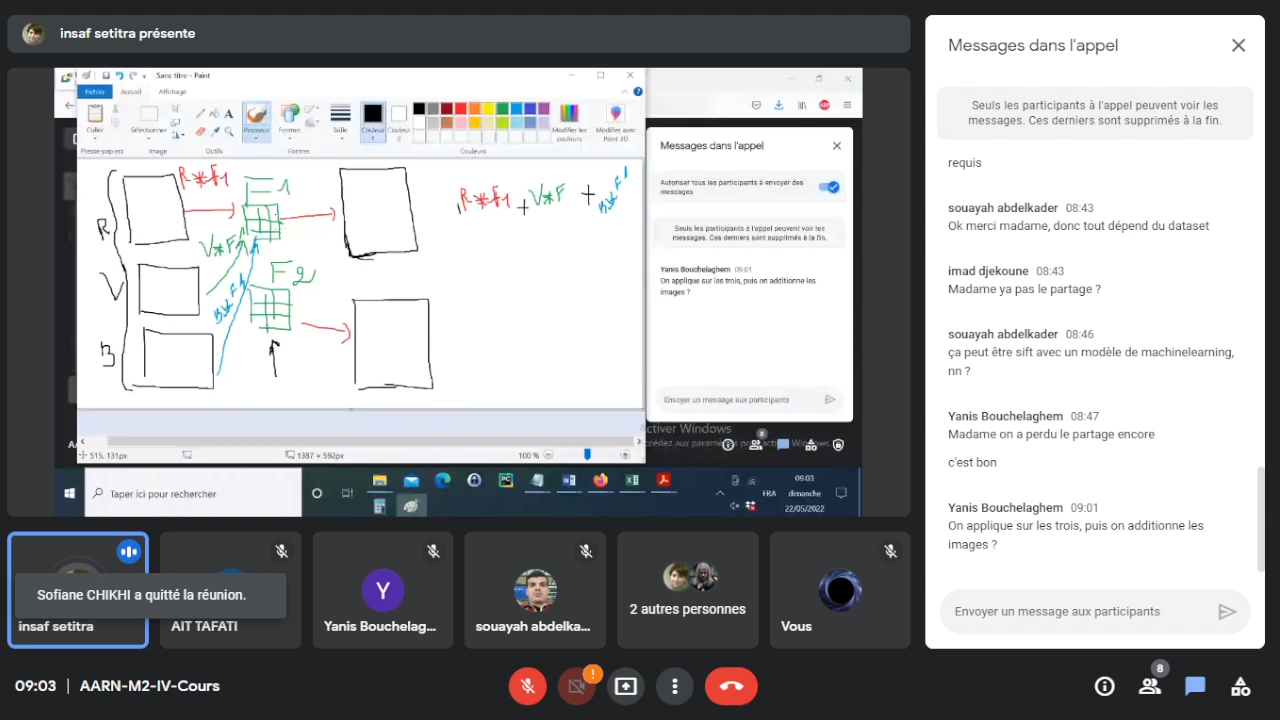 insaf setitra présente
Sans titre - Paint
Fichier
Accueil
Affichage
Coller
Sélectionner
Pinceaux
Formes
Taille
Couleur 1
Couleur 2
Modifier les couleurs
Modifier avec Paint 3D
Presse-papiers
Image
Outils
Formes
Couleurs
R*F1
F1
R*F1 + V*F + B*F1
R
V*F1
V
F2
B
515, 131px
1387 × 592px
100 %
Messages dans l'appel
Autoriser tous les participants à envoyer des messages
Seuls les participants à l'appel peuvent voir les
messages. Ces derniers sont supprimés à la fin.
Yanis Bouchelaghem 09:01
On applique sur les trois, puis on additionne les
images ?
Envoyer un message aux participants
Activer Windows
8
Taper ici pour rechercher
FRA
09:03
dimanche
22/05/2022
Sofiane CHIKHI a quitté la réunion.
insaf setitra
AIT TAFATI
Y
Yanis Bouchelag...
souayah abdelka...
2 autres personnes
Vous
09:03 | AARN-M2-IV-Cours
8
Messages dans l'appel
Seuls les participants à l'appel peuvent voir les
messages. Ces derniers sont supprimés à la fin.
requis
souayah abdelkader 08:43
Ok merci madame, donc tout dépend du dataset
imad djekoune 08:43
Madame ya pas le partage ?
souayah abdelkader 08:46
ça peut être sift avec un modèle de machinelearning,
nn ?
Yanis Bouchelaghem 08:47
Madame on a perdu le partage encore
c'est bon
Yanis Bouchelaghem 09:01
On applique sur les trois, puis on additionne les
images ?
Envoyer un message aux participants